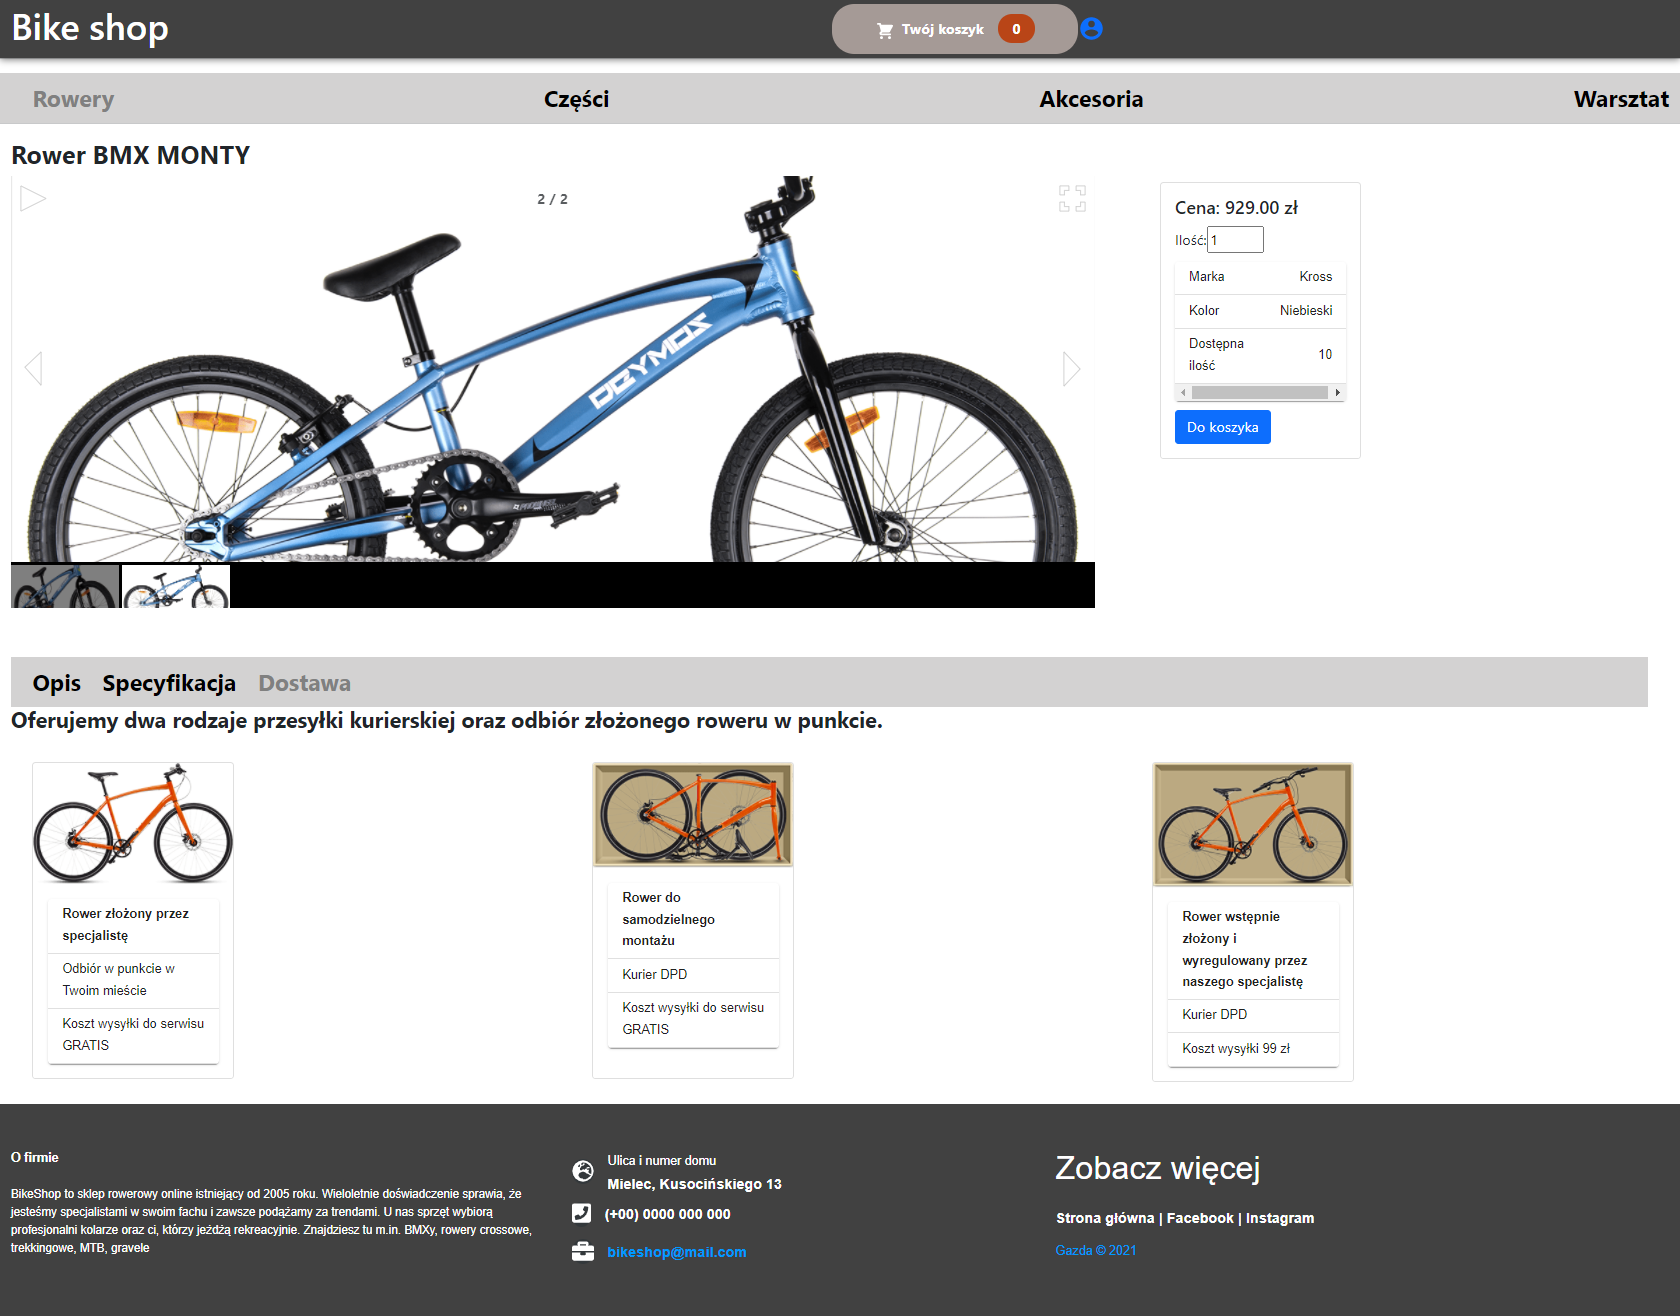 Bike shop
Twój koszyk 0
Rowery Części Akcesoria Warsztat
Rower BMX MONTY
2 / 2
DEYMOS
Cena: 929.00 zł
Ilość: 1
Marka Kross
Kolor Niebieski
Dostępna
ilość
10
Do koszyka
Opis Specyfikacja Dostawa
Oferujemy dwa rodzaje przesyłki kurierskiej oraz odbiór złożonego roweru w punkcie.
Rower złożony przez
specjalistę
Odbiór w punkcie w
Twoim mieście
Koszt wysyłki do serwisu
GRATIS
Rower do
samodzielnego
montażu
Kurier DPD
Koszt wysyłki do serwisu
GRATIS
Rower wstępnie
złożony i
wyregulowany przez
naszego specjalistę
Kurier DPD
Koszt wysyłki 99 zł
O firmie
BikeShop to sklep rowerowy online istniejący od 2005 roku. Wieloletnie doświadczenie sprawia, że
jesteśmy specjalistami w swoim fachu i zawsze podążamy za trendami. U nas sprzęt wybiorą
profesjonalni kolarze oraz ci, którzy jeżdżą rekreacyjnie. Znajdziesz tu m.in. BMXy, rowery crossowe,
trekkingowe, MTB, gravele
Ulica i numer domu
Mielec, Kusocińskiego 13
(+00) 0000 000 000
bikeshop@mail.com
Zobacz więcej
Strona główna | Facebook | Instagram
Gazda © 2021